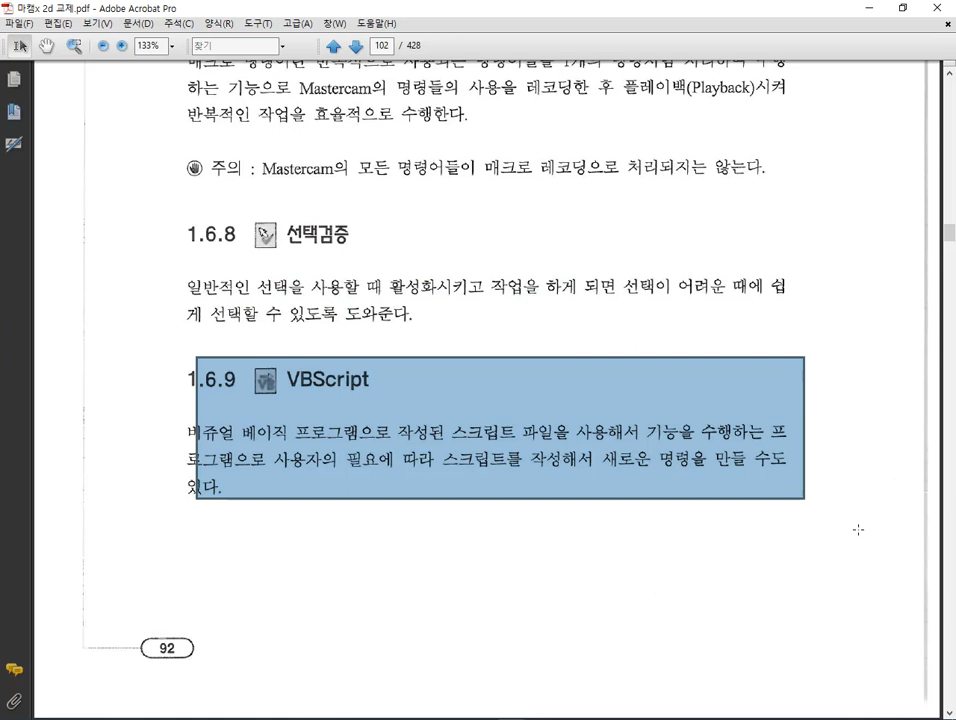 마캠x 2d 교제.pdf - Adobe Acrobat Pro
파일(F) 편집(E) 보기(V) 문서(D) 주석(C) 양식(R) 도구(T) 고급(A) 창(W) 도움말(H)
133% 찾기 102 / 428
하는 기능으로 Mastercam의 명령들의 사용을 레코딩한 후 플레이백(Playback)시켜
반복적인 작업을 효율적으로 수행한다.
주의 : Mastercam의 모든 명령어들이 매크로 레코딩으로 처리되지는 않는다.
1.6.8 선택검증
일반적인 선택을 사용할 때 활성화시키고 작업을 하게 되면 선택이 어려운 때에 쉽
게 선택할 수 있도록 도와준다.
1.6.9 VB VBScript
비쥬얼 베이직 프로그램으로 작성된 스크립트 파일을 사용해서 기능을 수행하는 프
로그램으로 사용자의 필요에 따라 스크립트를 작성해서 새로운 명령을 만들 수도
있다.
92